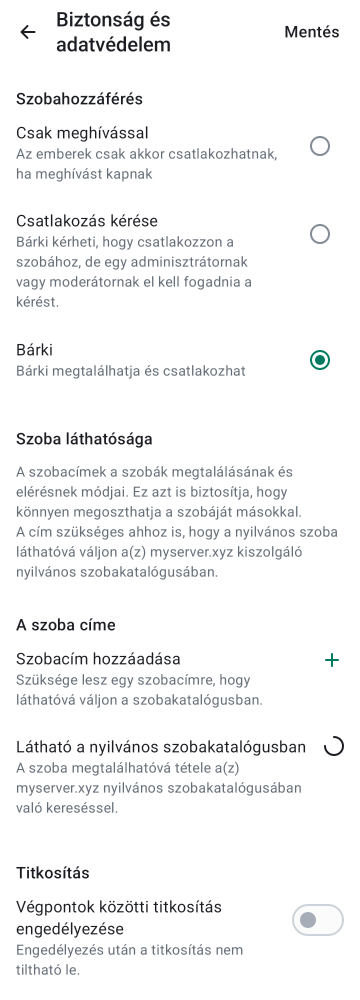 Biztonság és
adatvédelem
Mentés
Szobahozzáférés
Csak meghívással
Az emberek csak akkor csatlakozhatnak,
ha meghívást kapnak
Csatlakozás kérése
Bárki kérheti, hogy csatlakozzon a
szobához, de egy adminisztrátornak
vagy moderátornak el kell fogadnia a
kérést.
Bárki
Bárki megtalálhatja és csatlakozhat
Szoba láthatósága
A szobacímek a szobák megtalálásának és
elérésnek módjai. Ez azt is biztosítja, hogy
könnyen megoszthatja a szobáját másokkal.
A cím szükséges ahhoz is, hogy a nyilvános szoba
láthatóvá váljon a(z) myserver.xyz kiszolgáló
nyilvános szobakatalógusában.
A szoba címe
Szobacím hozzáadása
Szüksége lesz egy szobacímre, hogy
láthatóvá váljon a szobakatalógusban.
Látható a nyilvános szobakatalógusban
A szoba megtalálhatóvá tétele a(z)
myserver.xyz nyilvános szobakatalógusában
való kereséssel.
Titkosítás
Végpontok közötti titkosítás
engedélyezése
Engedélyezés után a titkosítás nem
tiltható le.